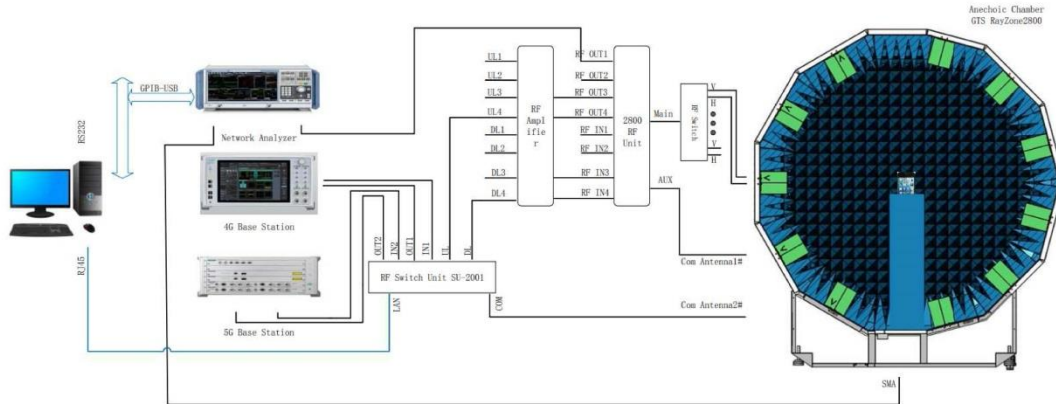 Anechoic Chamber
GTS RayZone2800
GPIB-USB
RS232
Network Analyzer
4G Base Station
5G Base Station
RJ45
UL1
UL2
UL3
UL4
DL1
DL2
DL3
DL4
RF
Amplifie
r
RF OUT1
RF OUT2
RF OUT3
RF OUT4
RF IN1
RF IN2
RF IN3
RF IN4
2800
RF
Unit
Main
AUX
RF Switch
V
H
V
H
OUT2
IN2
OUT1
IN1
UL
DL
RF Switch Unit SU-2001
LAN
COM
Com Antenna1#
Com Antenna2#
SMA